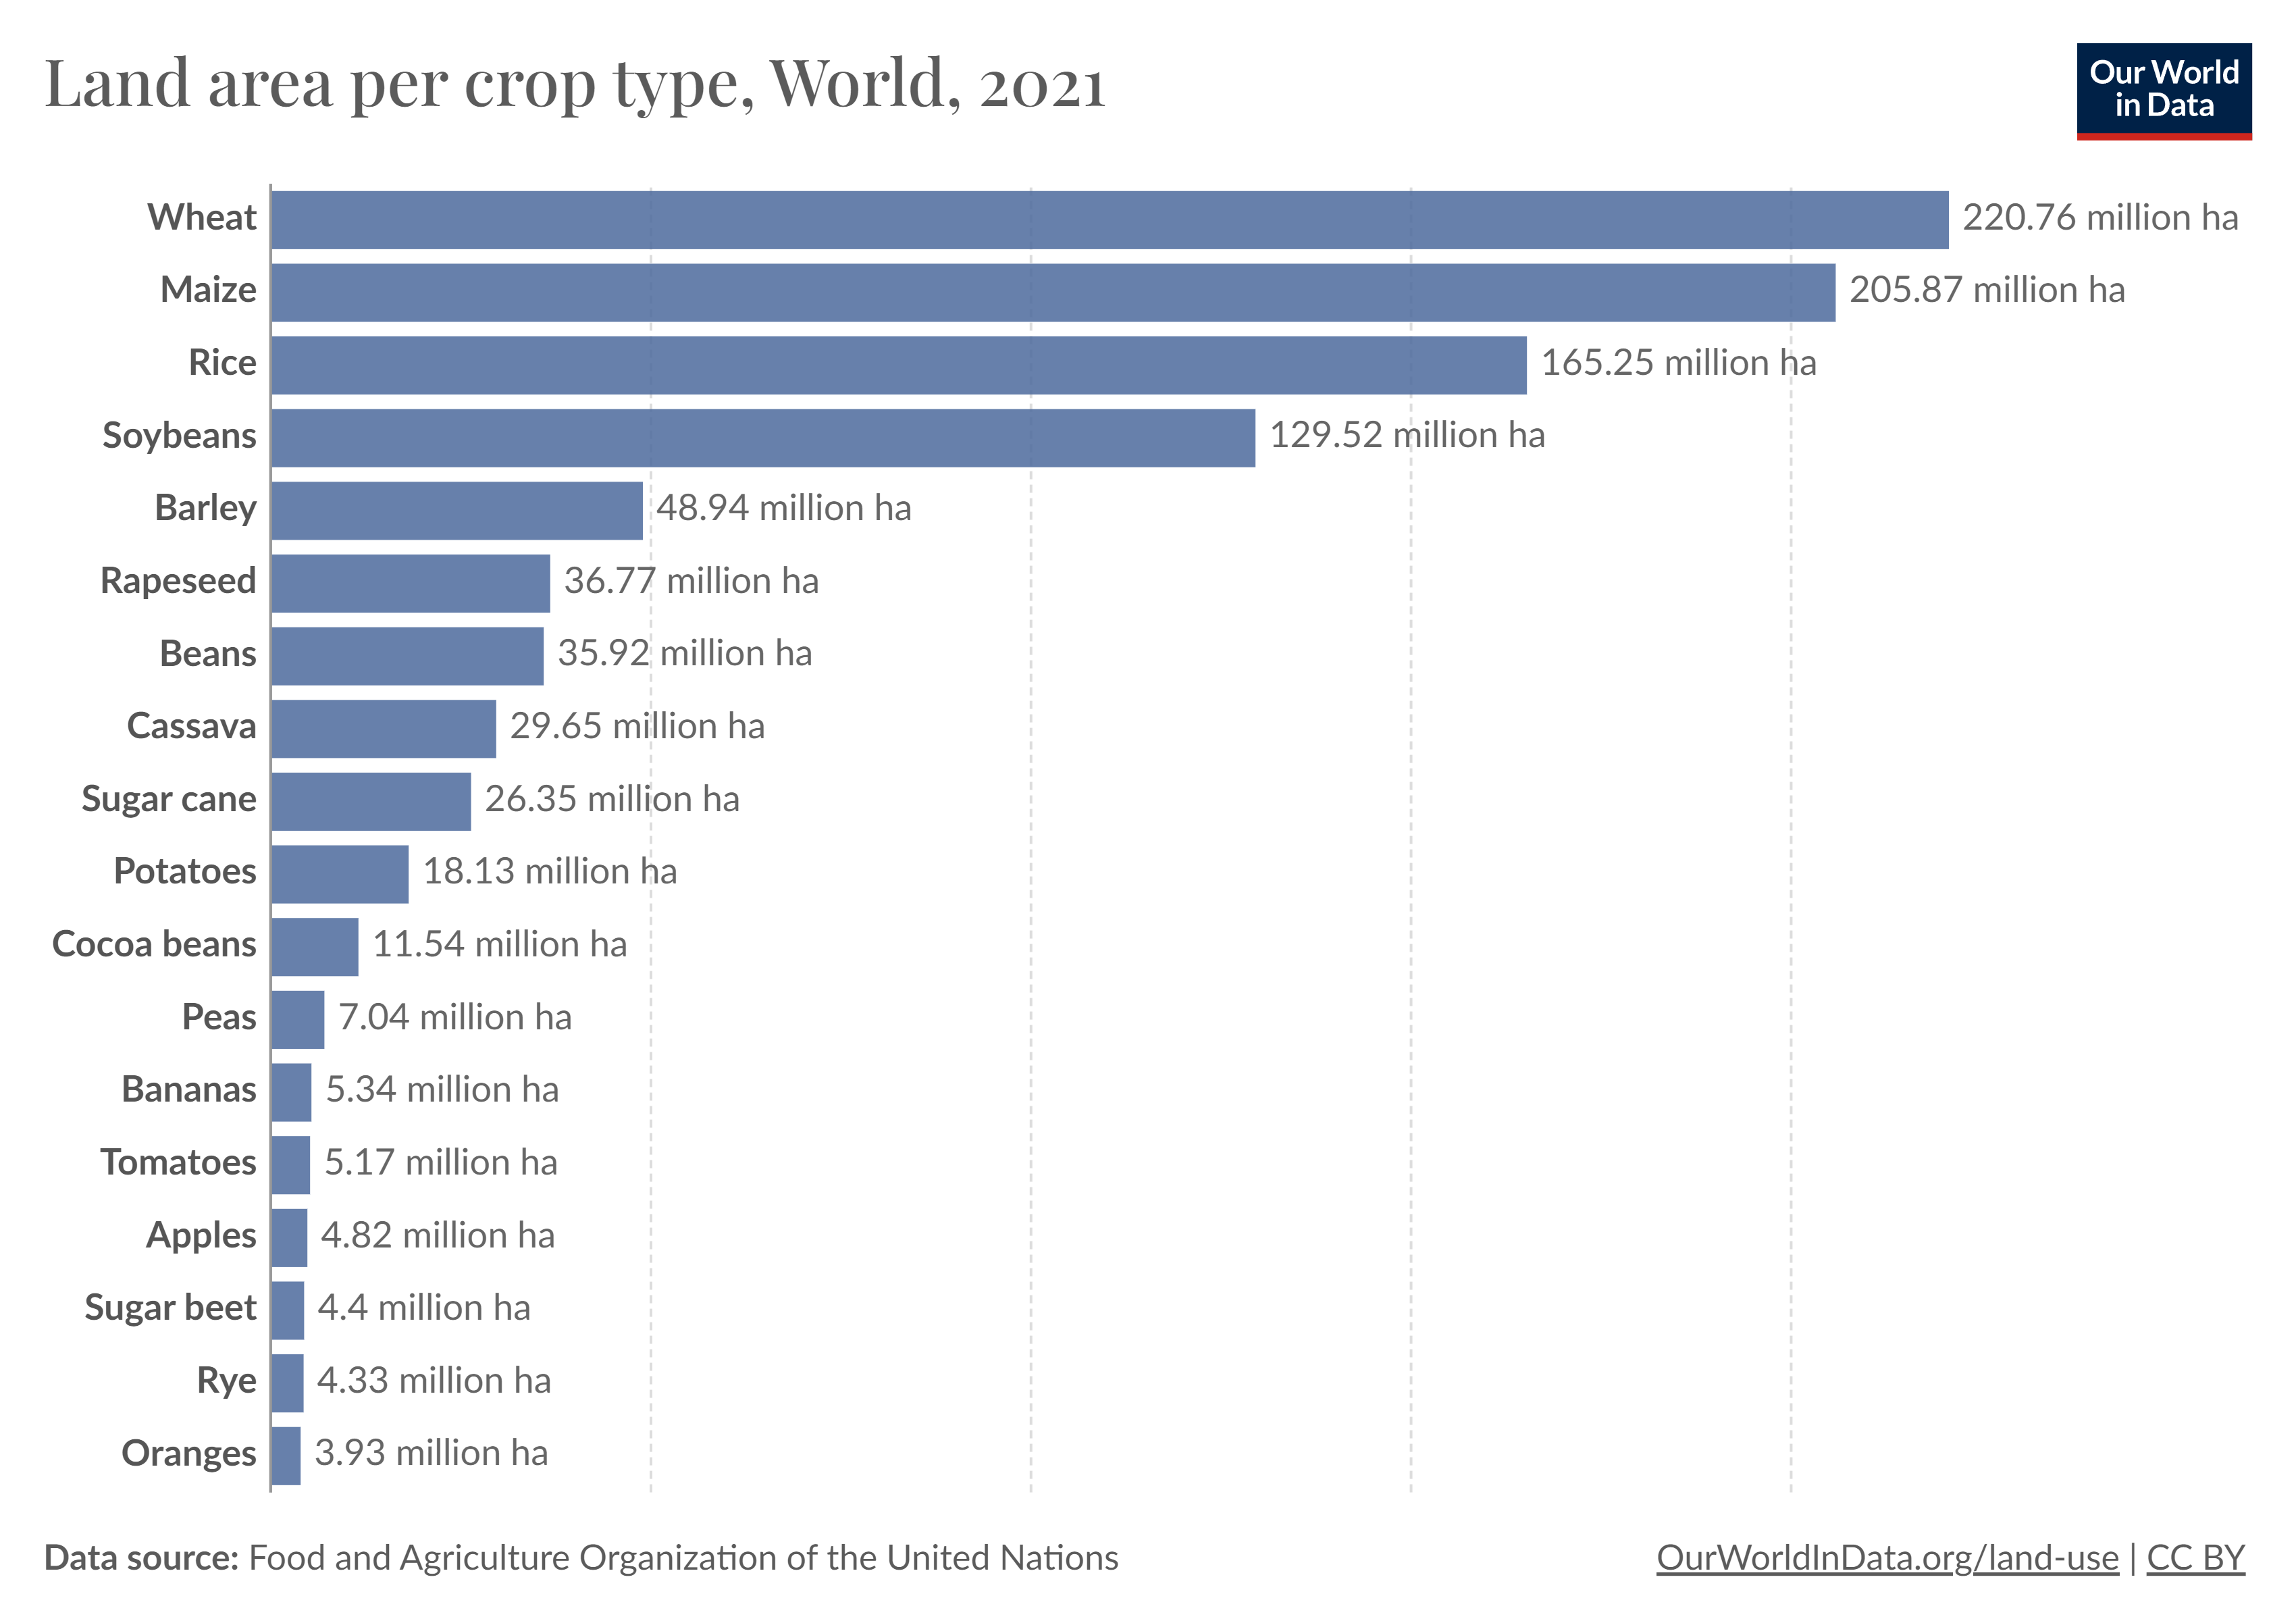 Land area per crop type, World, 2021
Our World
in Data
Wheat 220.76 million ha
Maize 205.87 million ha
Rice 165.25 million ha
Soybeans 129.52 million ha
Barley 48.94 million ha
Rapeseed 36.77 million ha
Beans 35.92 million ha
Cassava 29.65 million ha
Sugar cane 26.35 million ha
Potatoes 18.13 million ha
Cocoa beans 11.54 million ha
Peas 7.04 million ha
Bananas 5.34 million ha
Tomatoes 5.17 million ha
Apples 4.82 million ha
Sugar beet 4.4 million ha
Rye 4.33 million ha
Oranges 3.93 million ha
Data source: Food and Agriculture Organization of the United Nations
OurWorldInData.org/land-use | CC BY